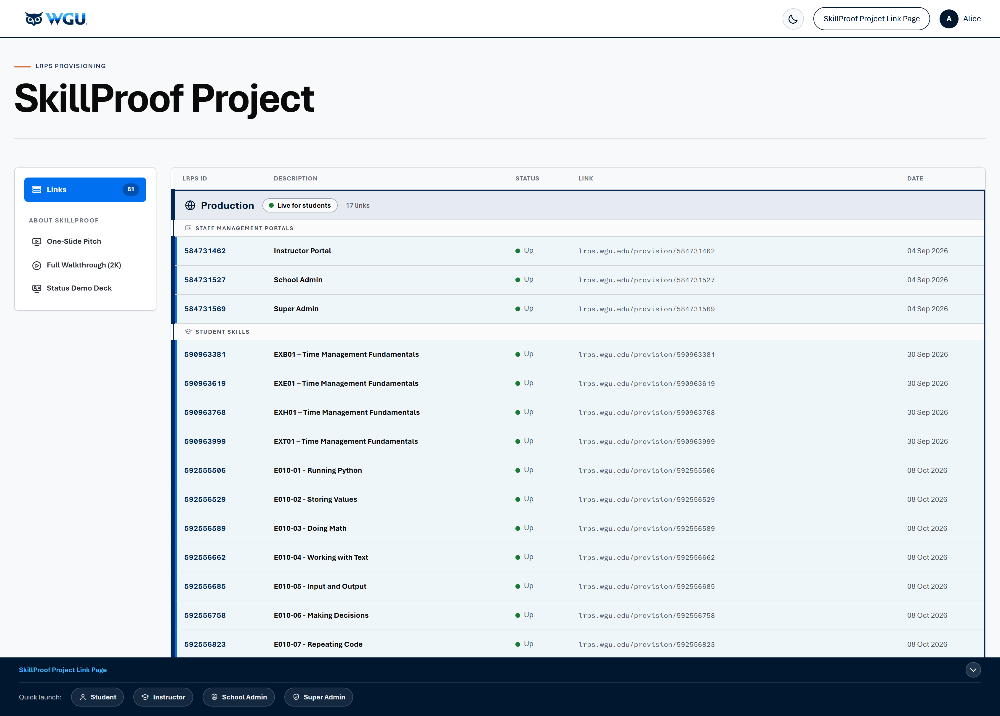 WGU
SkillProof Project Link Page
A
Alice
LRPS PROVISIONING
SkillProof Project
Links 61
ABOUT SKILLPROOF
One-Slide Pitch
Full Walkthrough (2K)
Status Demo Deck
LRPS ID DESCRIPTION STATUS LINK DATE
Production Live for students 17 links
STAFF MANAGEMENT PORTALS
584731462 Instructor Portal Up lrps.wgu.edu/provision/584731462 04 Sep 2026
584731527 School Admin Up lrps.wgu.edu/provision/584731527 04 Sep 2026
584731569 Super Admin Up lrps.wgu.edu/provision/584731569 04 Sep 2026
STUDENT SKILLS
590963381 EXB01 – Time Management Fundamentals Up lrps.wgu.edu/provision/590963381 30 Sep 2026
590963619 EXE01 – Time Management Fundamentals Up lrps.wgu.edu/provision/590963619 30 Sep 2026
590963768 EXH01 – Time Management Fundamentals Up lrps.wgu.edu/provision/590963768 30 Sep 2026
590963999 EXT01 – Time Management Fundamentals Up lrps.wgu.edu/provision/590963999 30 Sep 2026
592555506 E010-01 - Running Python Up lrps.wgu.edu/provision/592555506 08 Oct 2026
592556529 E010-02 - Storing Values Up lrps.wgu.edu/provision/592556529 08 Oct 2026
592556589 E010-03 - Doing Math Up lrps.wgu.edu/provision/592556589 08 Oct 2026
592556662 E010-04 - Working with Text Up lrps.wgu.edu/provision/592556662 08 Oct 2026
592556685 E010-05 - Input and Output Up lrps.wgu.edu/provision/592556685 08 Oct 2026
592556758 E010-06 - Making Decisions Up lrps.wgu.edu/provision/592556758 08 Oct 2026
592556823 E010-07 - Repeating Code Up lrps.wgu.edu/provision/592556823 08 Oct 2026
SkillProof Project Link Page
Quick launch: Student Instructor School Admin Super Admin